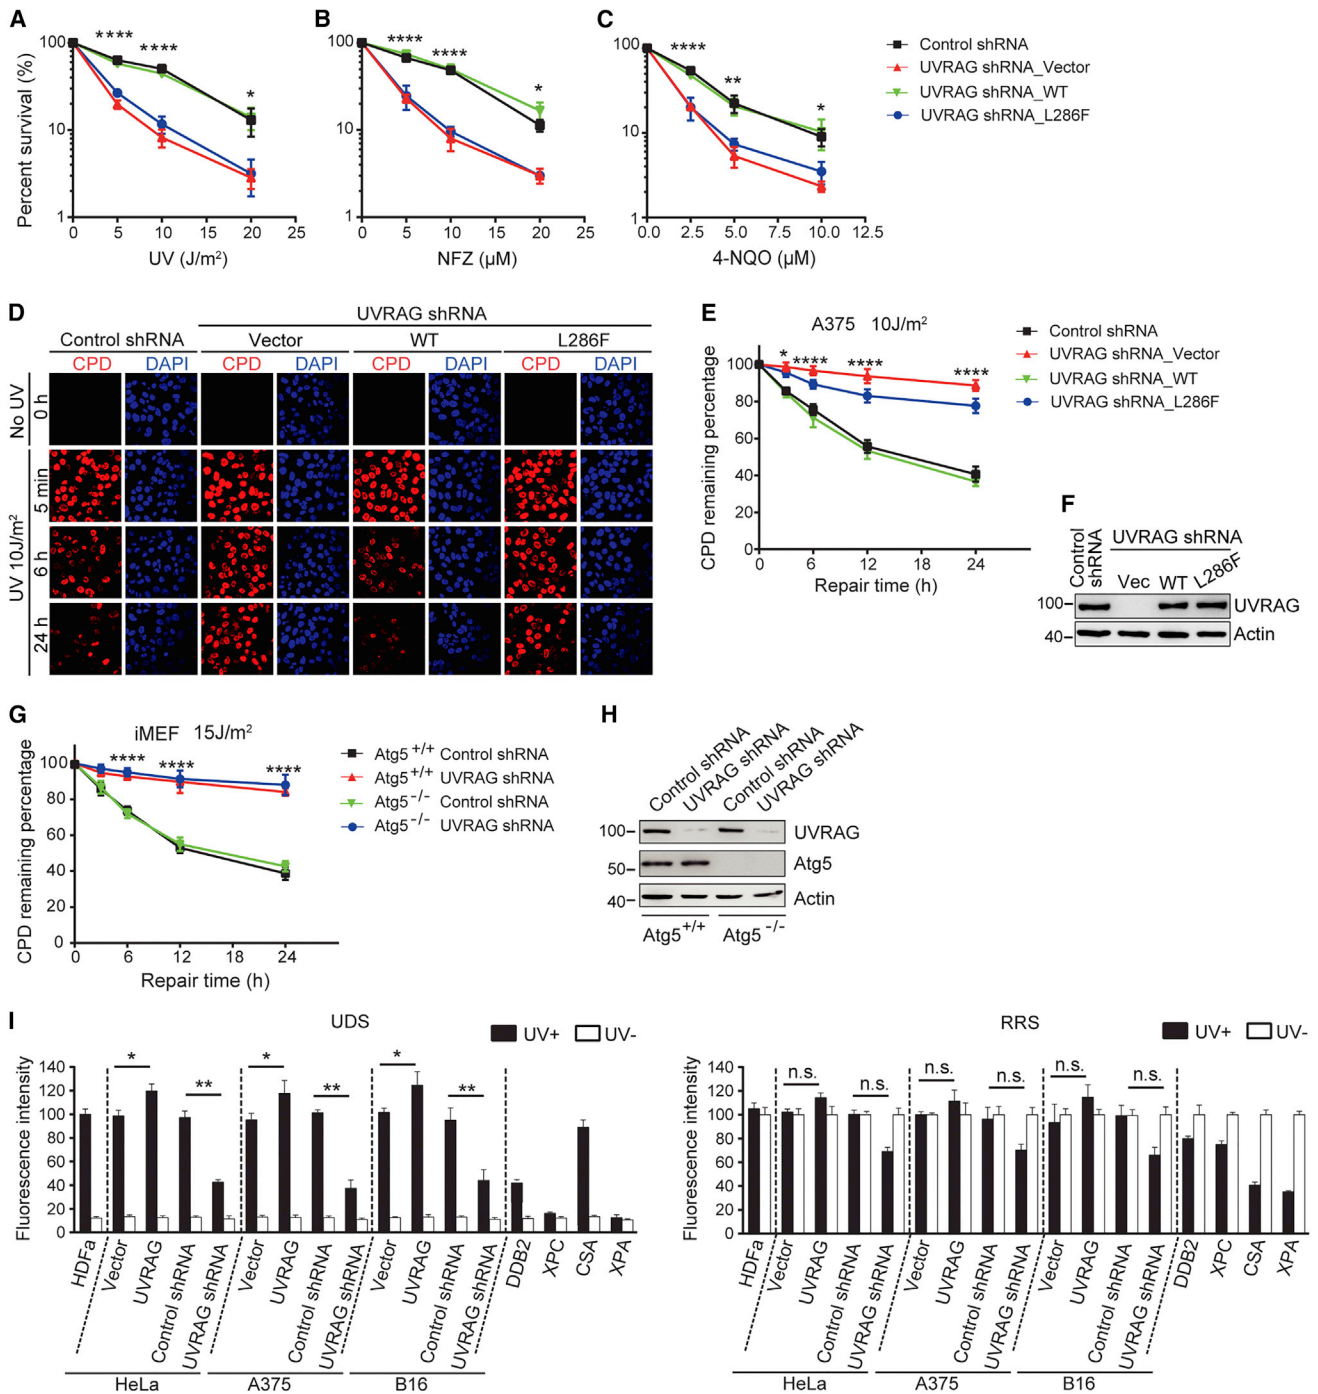 A
B
C
100
10
1
Percent survival (%)
0 5 10 15 20 25
UV (J/m²)
**** **** *
100
10
1
0 5 10 15 20 25
NFZ (µM)
**** **** *
100
10
1
0.0 2.5 5.0 7.5 10.0 12.5
4-NQO (µM)
**** ** *
Control shRNA
UVRAG shRNA_Vector
UVRAG shRNA_WT
UVRAG shRNA_L286F
D
UVRAG shRNA
Control shRNA Vector WT L286F
CPD DAPI CPD DAPI CPD DAPI CPD DAPI
No UV
0 h
UV 10J/m²
5 min
6 h
24 h
E
A375 10J/m²
CPD remaining percentage
100
80
60
40
20
0
* **** **** ****
0 6 12 18 24
Repair time (h)
Control shRNA
UVRAG shRNA_Vector
UVRAG shRNA_WT
UVRAG shRNA_L286F
F
Control shRNA
UVRAG shRNA
Vec WT L286F
100 UVRAG
40 Actin
G
iMEF 15J/m²
CPD remaining percentage
100
80
60
40
20
0
**** **** ****
0 6 12 18 24
Repair time (h)
Atg5+/+ Control shRNA
Atg5+/+ UVRAG shRNA
Atg5-/- Control shRNA
Atg5-/- UVRAG shRNA
H
Control shRNA
UVRAG shRNA
Control shRNA
UVRAG shRNA
100 UVRAG
50 Atg5
40 Actin
Atg5+/+ Atg5-/-
I
UDS
UV+ UV-
Fluorescence intensity
140
120
100
80
60
40
20
0
* ** * ** * **
HDFa
Vector
UVRAG
Control shRNA
UVRAG shRNA
Vector
UVRAG
Control shRNA
UVRAG shRNA
Vector
UVRAG
Control shRNA
UVRAG shRNA
DDB2
XPC
CSA
XPA
HeLa A375 B16
RRS
UV+ UV-
Fluorescence intensity
140
120
100
80
60
40
20
0
n.s. n.s. n.s. n.s. n.s. n.s.
HDFa
Vector
UVRAG
Control shRNA
UVRAG shRNA
Vector
UVRAG
Control shRNA
UVRAG shRNA
Vector
UVRAG
Control shRNA
UVRAG shRNA
DDB2
XPC
CSA
XPA
HeLa A375 B16